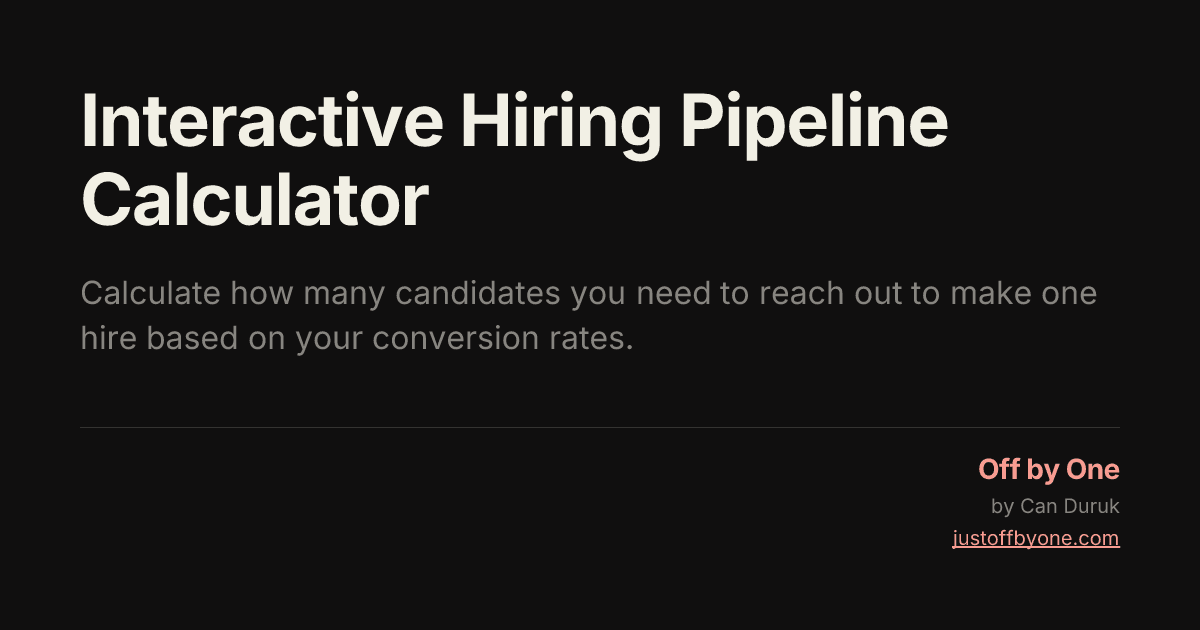 Interactive Hiring Pipeline
Calculator
Calculate how many candidates you need to reach out to make one
hire based on your conversion rates.
Off by One
by Can Duruk
justoffbyone.com